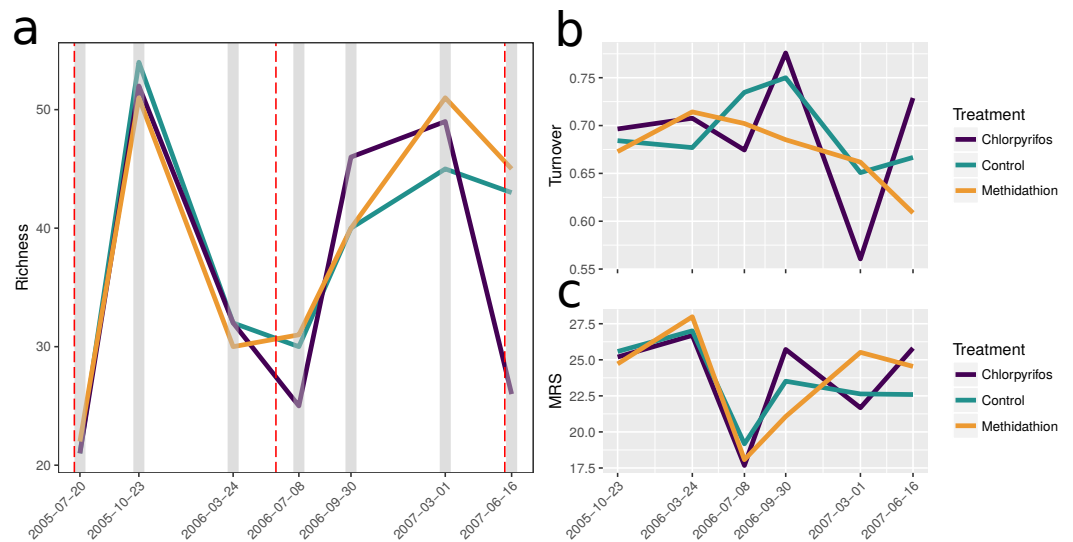 a
Richness
50
40
30
20
2005−07−20
2005−10−23
2006−03−24
2006−07−08
2006−09−30
2007−03−01
2007−06−16
b
Turnover
0.75
0.70
0.65
0.60
0.55
Treatment
Chlorpyrifos
Control
Methidathion
c
MRS
27.5
25.0
22.5
20.0
17.5
2005−10−23
2006−03−24
2006−07−08
2006−09−30
2007−03−01
2007−06−16
Treatment
Chlorpyrifos
Control
Methidathion